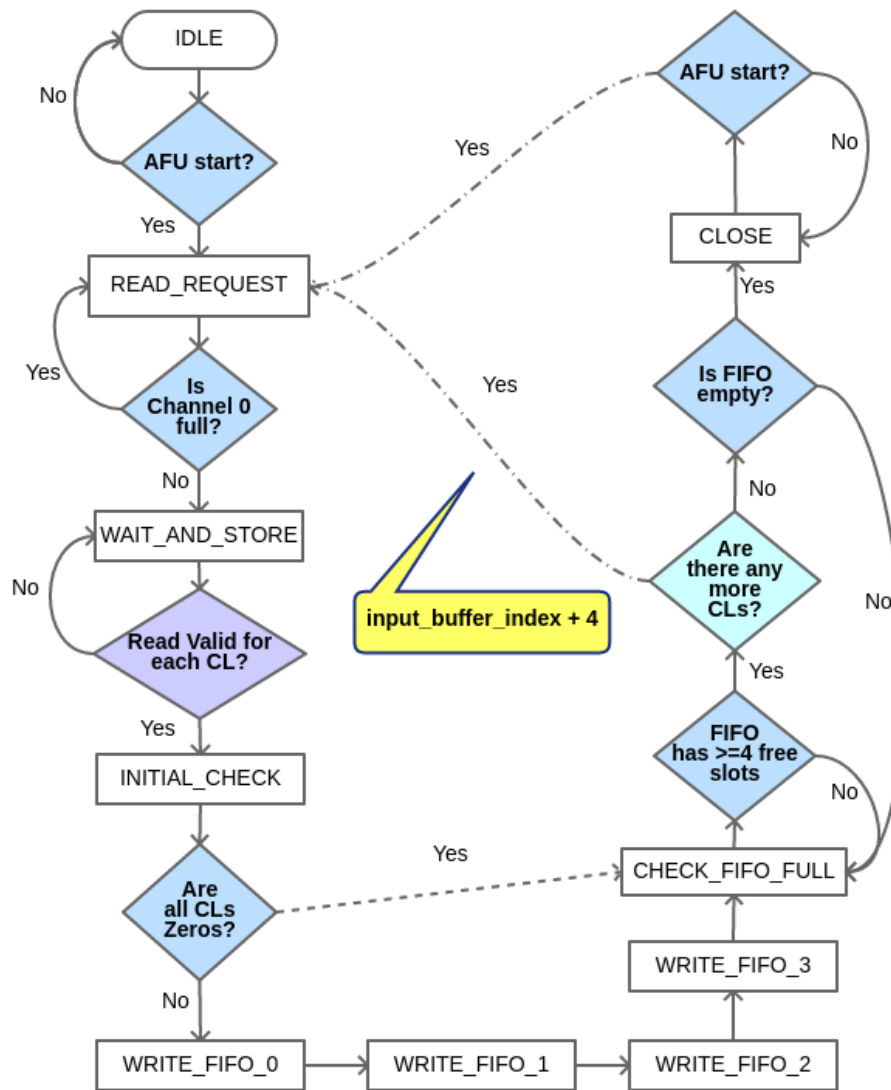 IDLE
No
AFU start?
Yes
READ_REQUEST
Yes
Is
Channel 0
full?
No
WAIT_AND_STORE
No
Read Valid for
each CL?
Yes
INITIAL_CHECK
Are
all CLs
Zeros?
Yes
No
WRITE_FIFO_0
WRITE_FIFO_1
WRITE_FIFO_2
WRITE_FIFO_3
CHECK_FIFO_FULL
FIFO
has >=4 free
slots
No
Yes
Are
there any
more
CLs?
Yes
input_buffer_index + 4
No
Is FIFO
empty?
No
Yes
CLOSE
AFU start?
No
Yes